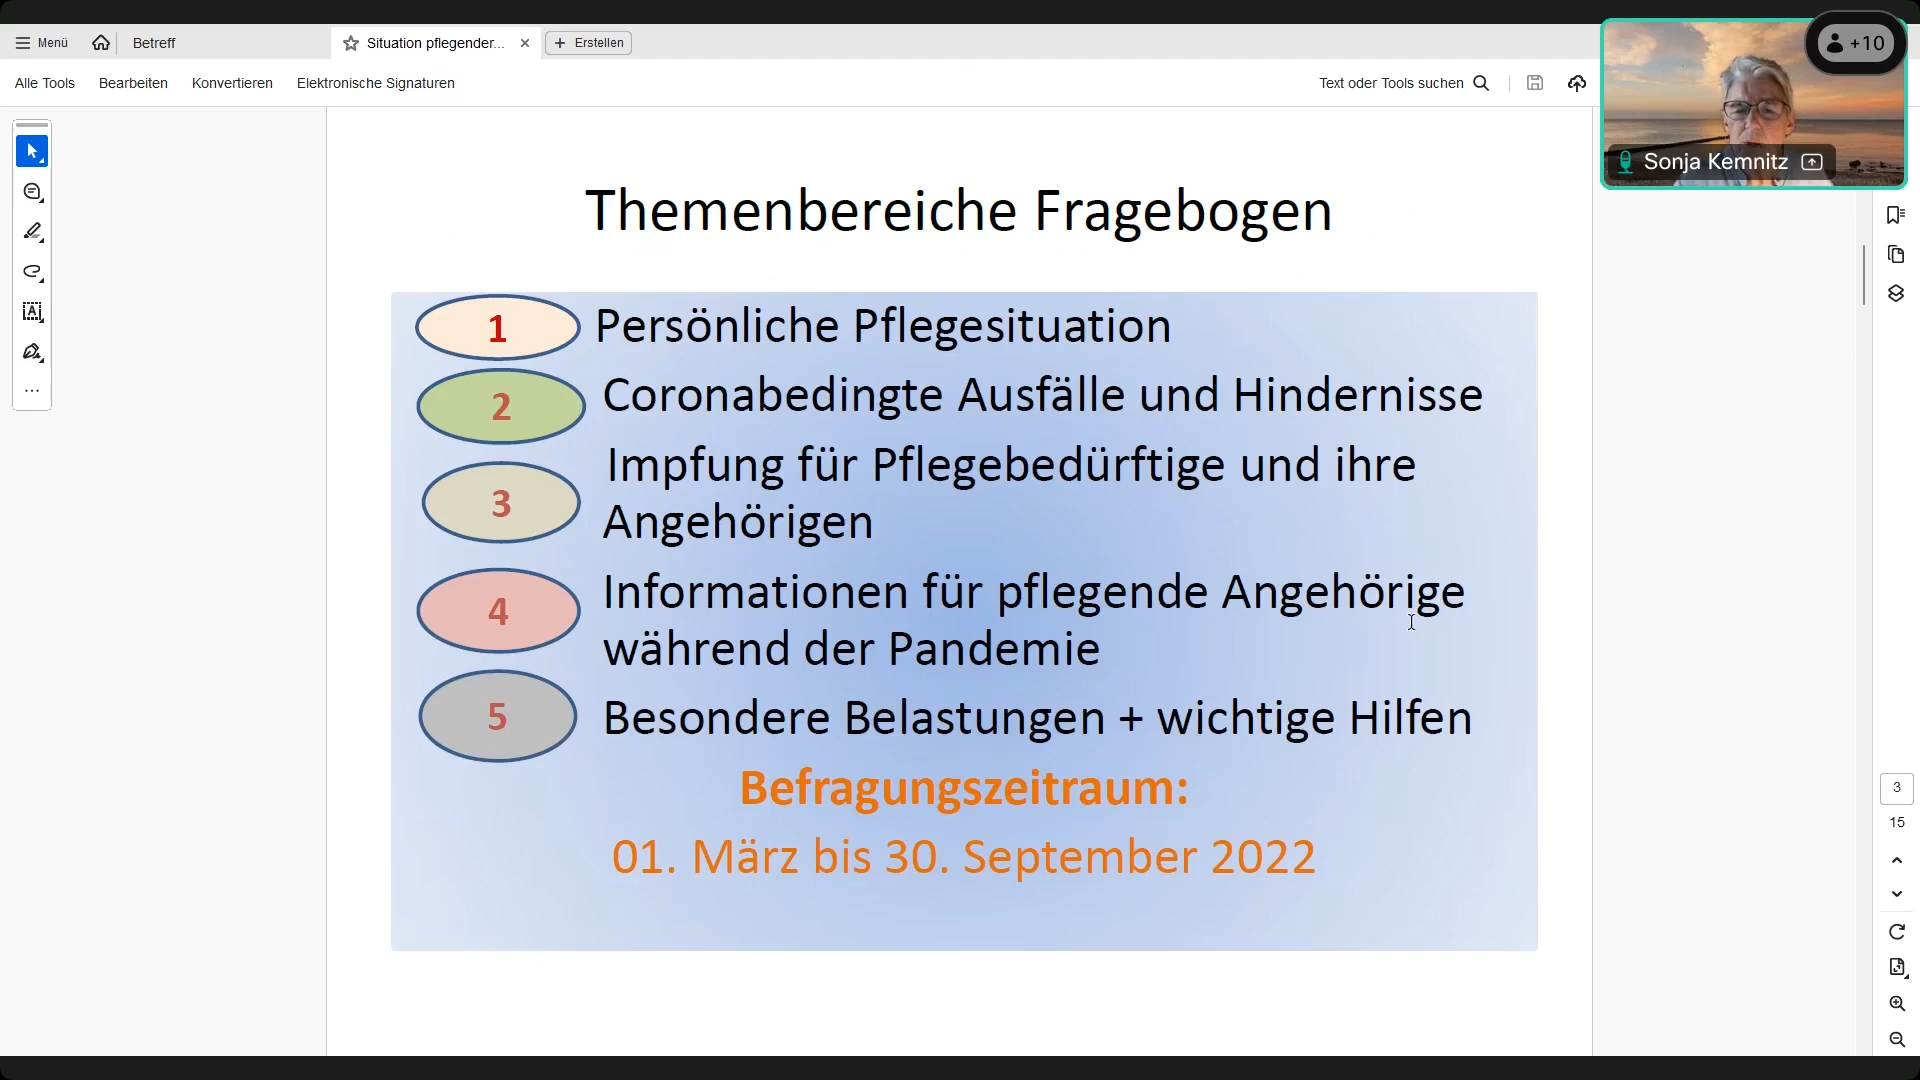 Menü
Betreff
Situation pflegender...
Erstellen
+10
Alle Tools
Bearbeiten
Konvertieren
Elektronische Signaturen
Text oder Tools suchen
Sonja Kemnitz
Themenbereiche Fragebogen
1 Persönliche Pflegesituation
2 Coronabedingte Ausfälle und Hindernisse
3 Impfung für Pflegebedürftige und ihre
Angehörigen
4 Informationen für pflegende Angehörige
während der Pandemie
5 Besondere Belastungen + wichtige Hilfen
Befragungszeitraum:
01. März bis 30. September 2022
3
15